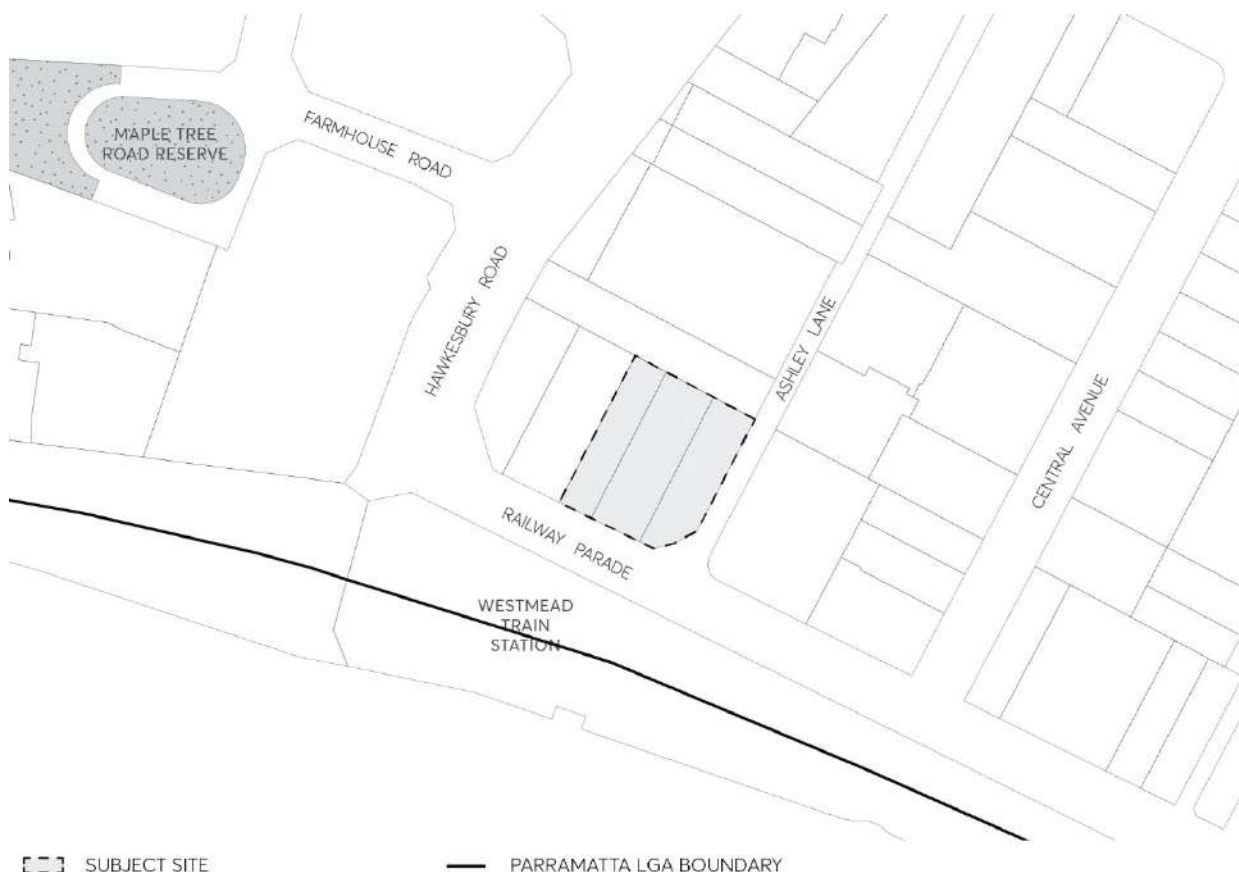 FARMHOUSE ROAD
MAPLE TREE
ROAD RESERVE
HAWKESBURY ROAD
ASHLEY LANE
CENTRAL AVENUE
RAILWAY PARADE
WESTMEAD
TRAIN
STATION
SUBJECT SITE
PARRAMATTA LGA BOUNDARY